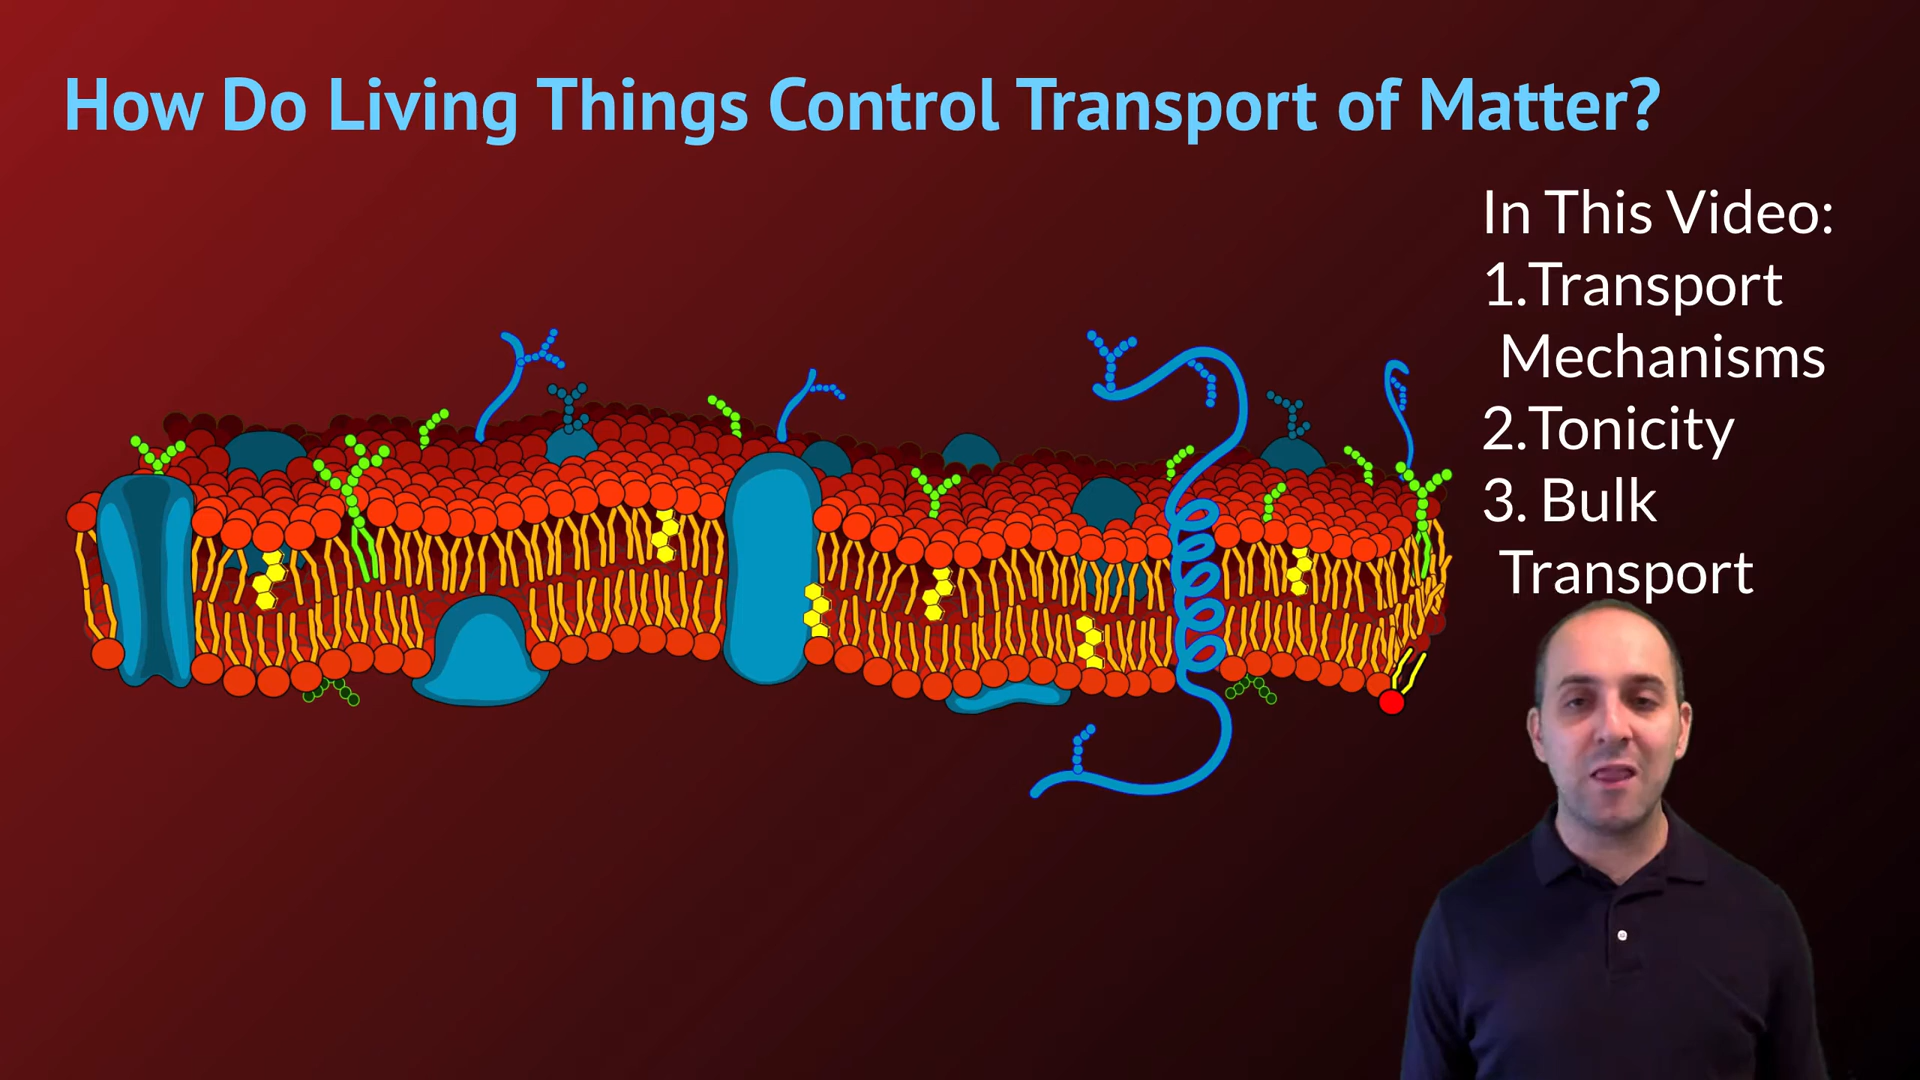 How Do Living Things Control Transport of Matter?
In This Video:
1.Transport
Mechanisms
2.Tonicity
3. Bulk
Transport